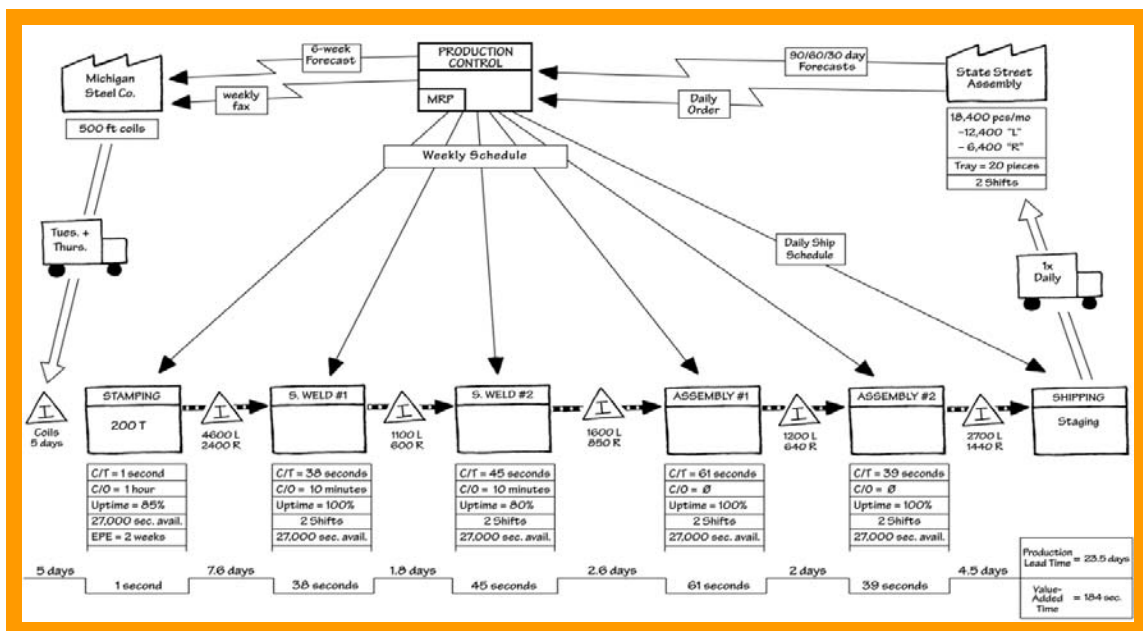 Michigan
Steel Co.
500 ft coils
6-week
Forecast
weekly
fax
PRODUCTION
CONTROL
MRP
90/60/30 day
Forecasts
Daily
Order
State Street
Assembly
18,400 pcs/mo
-12,400 "L"
- 6,400 "R"
Tray = 20 pieces
2 Shifts
Weekly Schedule
Tues. +
Thurs.
Daily Ship
Schedule
1x
Daily
I
Coils
5 days
STAMPING
200 T
C/T = 1 second
C/O = 1 hour
Uptime = 85%
27,000 sec. avail.
EPE = 2 weeks
I
4600 L
2400 R
S. WELD #1
C/T = 38 seconds
C/O = 10 minutes
Uptime = 100%
2 Shifts
27,000 sec. avail.
I
1100 L
600 R
S. WELD #2
C/T = 45 seconds
C/O = 10 minutes
Uptime = 80%
2 Shifts
27,000 sec. avail.
I
1600 L
850 R
ASSEMBLY #1
C/T = 61 seconds
C/O = Ø
Uptime = 100%
2 Shifts
27,000 sec. avail.
I
1200 L
640 R
ASSEMBLY #2
C/T = 39 seconds
C/O = Ø
Uptime = 100%
2 Shifts
27,000 sec. avail.
I
2700 L
1440 R
SHIPPING
Staging
5 days
1 second
7.6 days
38 seconds
1.8 days
45 seconds
2.6 days
61 seconds
2 days
39 seconds
4.5 days
Production
Lead Time = 23.5 days
Value-
Added = 184 sec.
Time